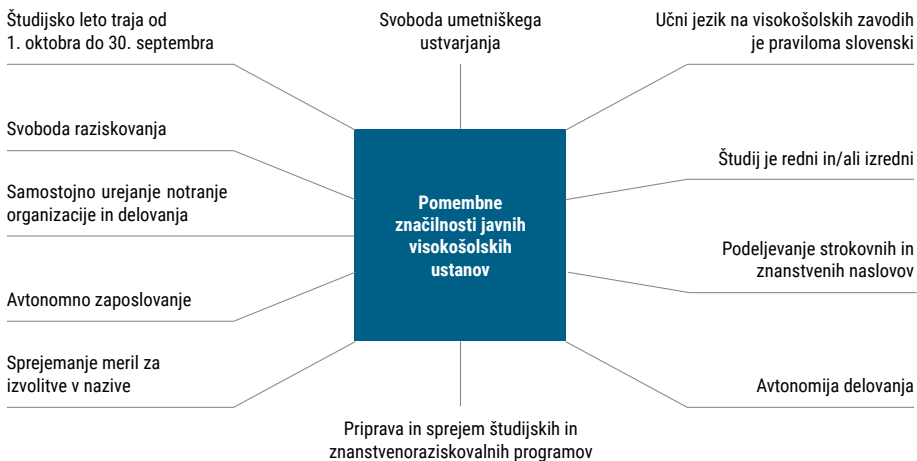 Študijsko leto traja od
1. oktobra do 30. septembra
Svoboda umetniškega
ustvarjanja
Učni jezik na visokošolskih zavodih
je praviloma slovenski
Svoboda raziskovanja
Študij je redni in/ali izredni
Samostojno urejanje notranje
organizacije in delovanja
Pomembne
značilnosti javnih
visokošolskih
ustanov
Podeljevanje strokovnih in
znanstvenih naslovov
Avtonomno zaposlovanje
Sprejemanje meril za
izvolitve v nazive
Avtonomija delovanja
Priprava in sprejem študijskih in
znanstvenoraziskovalnih programov